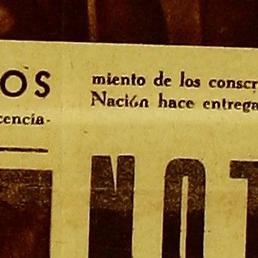 OS
cencia-
miento de los conscr
Nación hace entrega
NOT